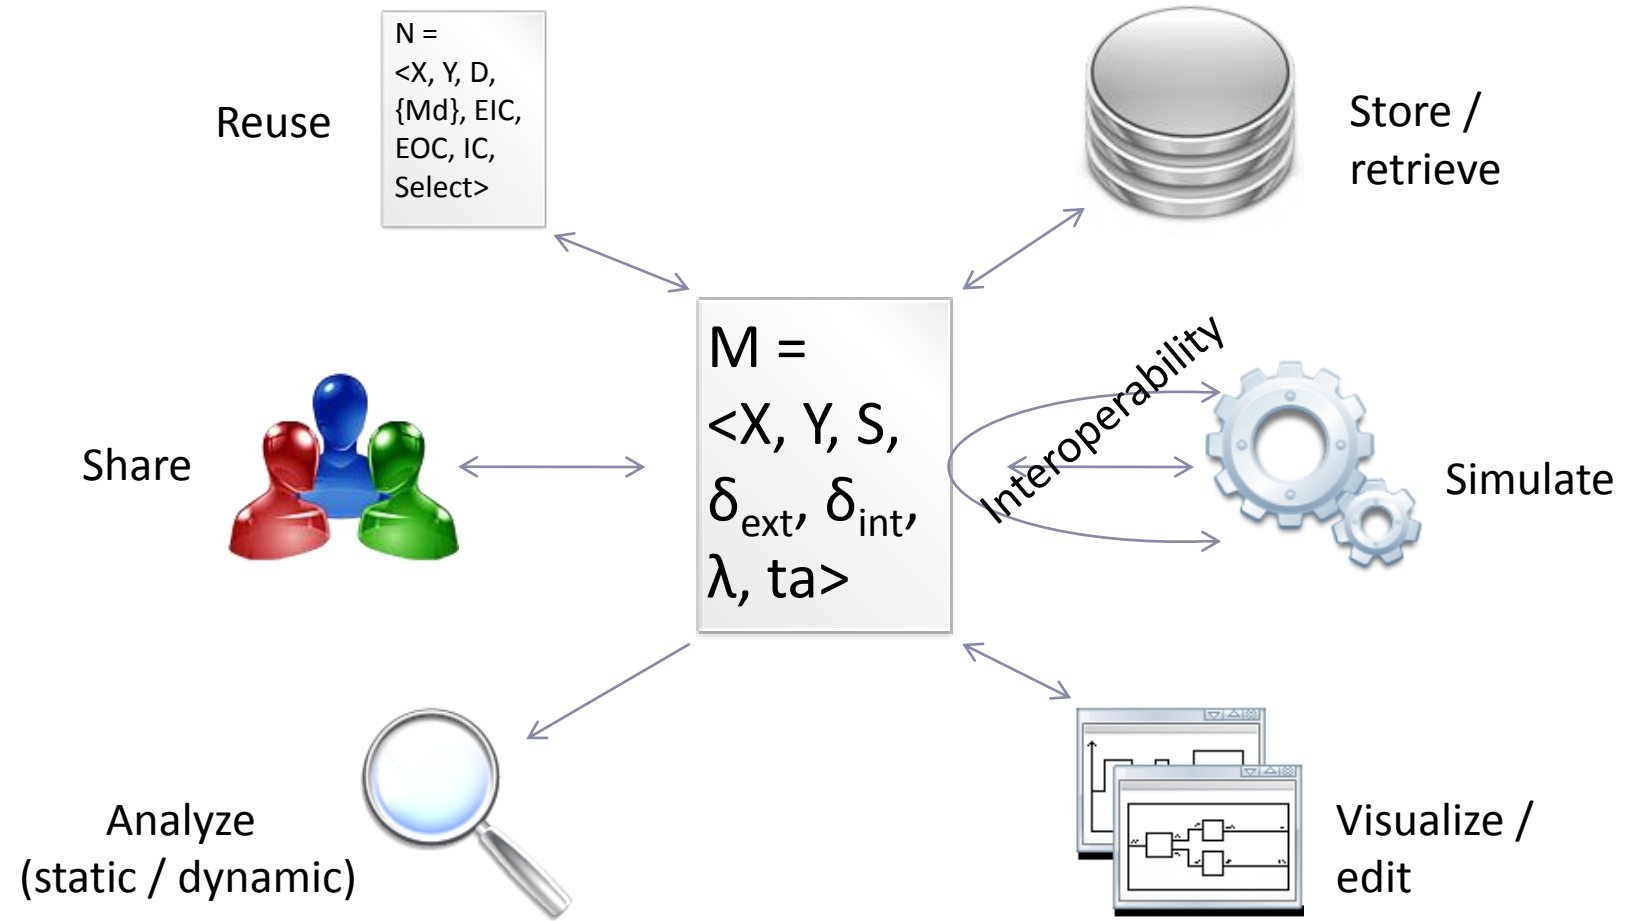 N =
<X, Y, D,
{Md}, EIC,
EOC, IC,
Select>
Reuse
Store /
retrieve
M =
<X, Y, S,
δext, δint,
λ, ta>
Interoperability
Share
Simulate
Analyze
(static / dynamic)
Visualize /
edit